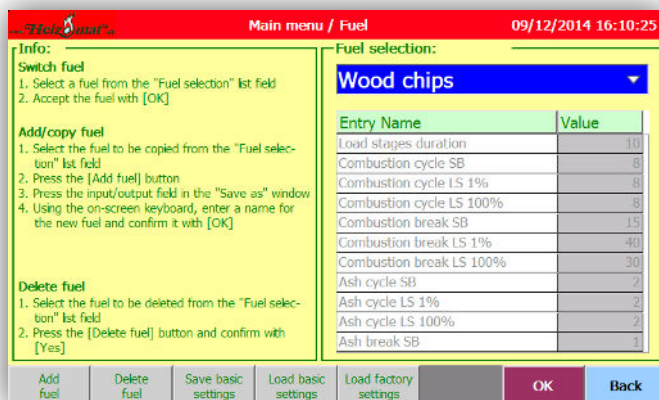 Heizomat
Main menu / Fuel
09/12/2014 16:10:25
Info:
Switch fuel
1. Select a fuel from the "Fuel selection" list field
2. Accept the fuel with [OK]
Add/copy fuel
1. Select the fuel to be copied from the "Fuel selec-
tion" list field
2. Press the [Add fuel] button
3. Press the input/output field in the "Save as" window
4. Using the on-screen keyboard, enter a name for
the new fuel and confirm it with [OK]
Delete fuel
1. Select the fuel to be deleted from the "Fuel selec-
tion" list field
2. Press the [Delete fuel] button and confirm with
[Yes]
Fuel selection:
Wood chips
Entry Name Value
Load stages duration 10
Combustion cycle SB 8
Combustion cycle LS 1% 8
Combustion cycle LS 100% 8
Combustion break SB 15
Combustion break LS 1% 40
Combustion break LS 100% 30
Ash cycle SB 2
Ash cycle LS 1% 2
Ash cycle LS 100% 2
Ash break SB 1
Add
fuel
Delete
fuel
Save basic
settings
Load basic
settings
Load factory
settings
OK
Back